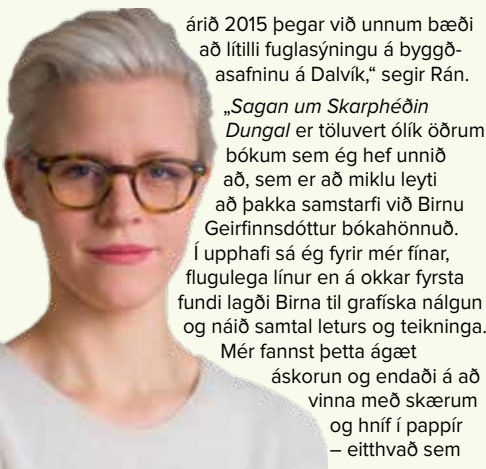 árið 2015 þegar við unnum bæði
að lítilli fuglasýningu á byggð-
asafninu á Dalvík,“ segir Rán.
„Sagan um Skarphéðin
Dungal er töluvert ólík öðrum
bókum sem ég hef unnið
að, sem er að miklu leyti
að þakka samstarfi við Birnu
Geirfinnsdóttur bókahönnuð.
Í upphafi sá ég fyrir mér fínar,
flugulega línur en á okkar fyrsta
fundi lagði Birna til grafíska nálgun
og náið samtal leturs og teikninga.
Mér fannst þetta ágæt
áskorun og endaði á að
vinna með skærum
og hníf í pappír
– eitthvað sem